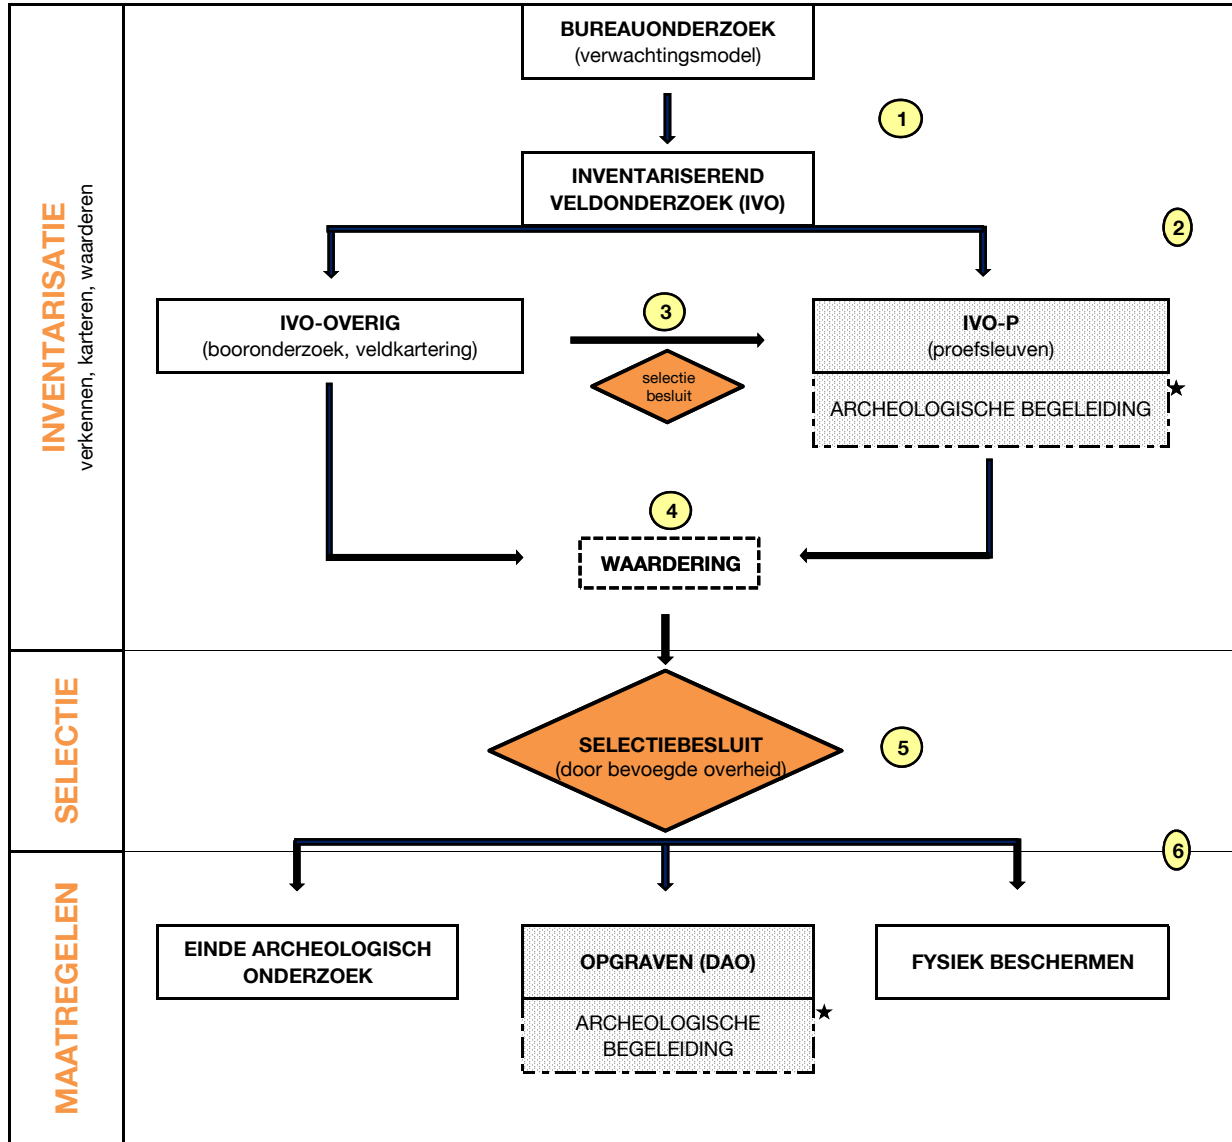 BUREAUONDERZOEK
(verwachtingsmodel)
1
INVENTARISEREND
VELDONDERZOEK (IVO)
2
INVENTARISATIE
verkennen, karteren, waarderen
IVO-OVERIG
(booronderzoek, veldkartering)
3
selectie
besluit
IVO-P
(proefsleuven)
ARCHEOLOGISCHE BEGELEIDING
4
WAARDERING
SELECTIE
SELECTIEBESLUIT
(door bevoegde overheid)
5
6
MAATREGELEN
EINDE ARCHEOLOGISCH
ONDERZOEK
OPGRAVEN (DAO)
ARCHEOLOGISCHE
BEGELEIDING
FYSIEK BESCHERMEN